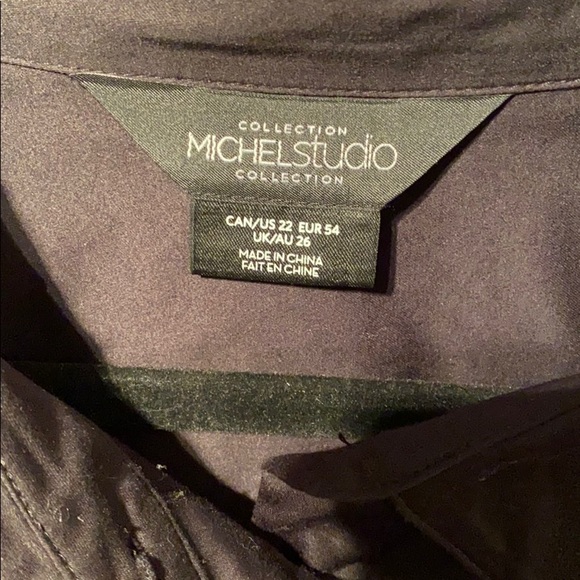 COLLECTION
MICHELstudio
COLLECTION
CAN/US 22 EUR 54
UK/AU 26
MADE IN CHINA
FAIT EN CHINE